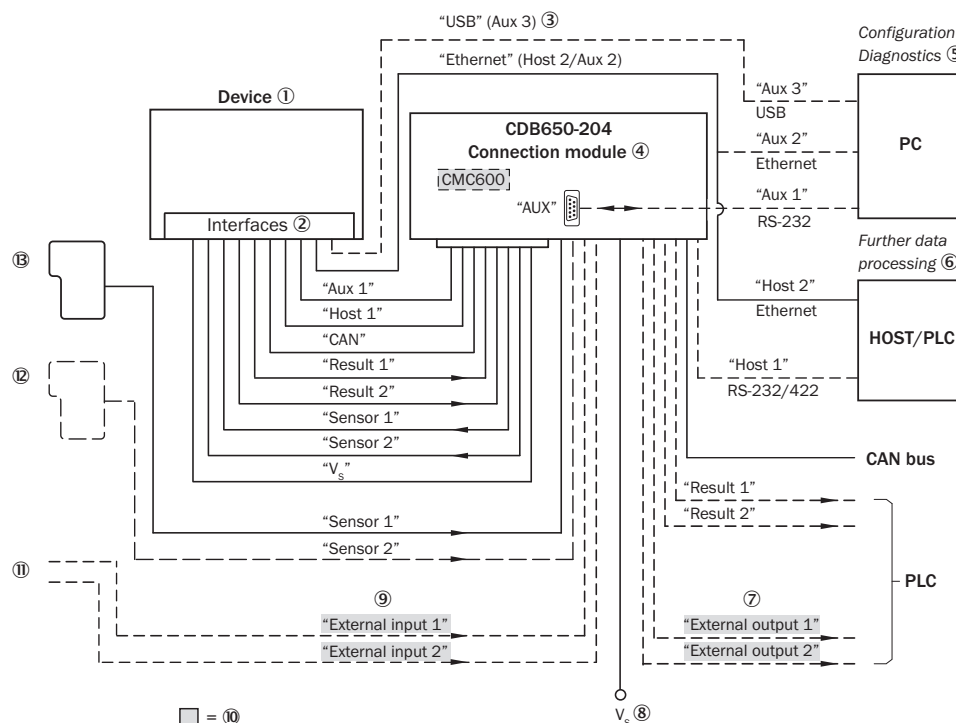 “USB” (Aux 3) ③
Configuration
Diagnostics ⑤
“Ethernet” (Host 2/Aux 2)
Device ①
“Aux 3”
USB
CDB650-204
Connection module ④
PC
“Aux 2”
Ethernet
CMC600
“AUX”
“Aux 1”
RS-232
Interfaces ②
Further data
processing ⑥
⑬
“Aux 1”
“Host 2”
Ethernet
“Host 1”
HOST/PLC
“CAN”
“Result 1”
“Host 1”
RS-232/422
⑫
“Result 2”
“Sensor 1”
“Sensor 2”
CAN bus
“Vs”
“Result 1”
“Result 2”
“Sensor 1”
“Sensor 2”
⑪
PLC
⑨
⑦
“External input 1”
“External output 1”
“External input 2”
“External output 2”
= ⑩
Vs ⑧